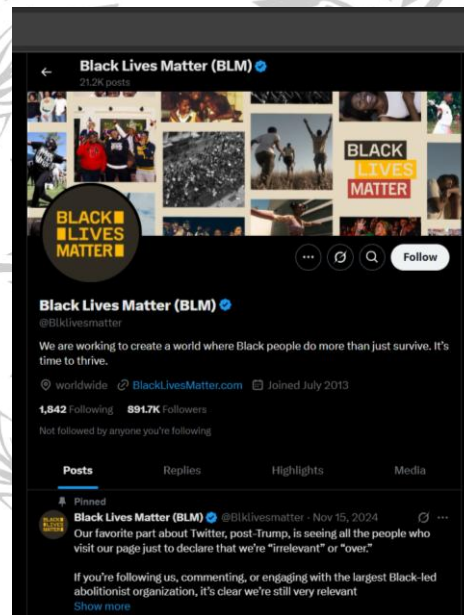 Black Lives Matter (BLM)
21.2K posts
BLACK
LIVES
MATTER
BLACK
LIVES
MATTER
Follow
Black Lives Matter (BLM)
@Blklivesmatter
We are working to create a world where Black people do more than just survive. It's
time to thrive.
worldwide BlackLivesMatter.com Joined July 2013
1,842 Following 891.7K Followers
Not followed by anyone you're following
Posts Replies Highlights Media
Pinned
Black Lives Matter (BLM) @Blklivesmatter · Nov 15, 2024
Our favorite part about Twitter, post-Trump, is seeing all the people who
visit our page just to declare that we're "irrelevant" or "over."
If you're following us, commenting, or engaging with the largest Black-led
abolitionist organization, it's clear we're still very relevant
Show more